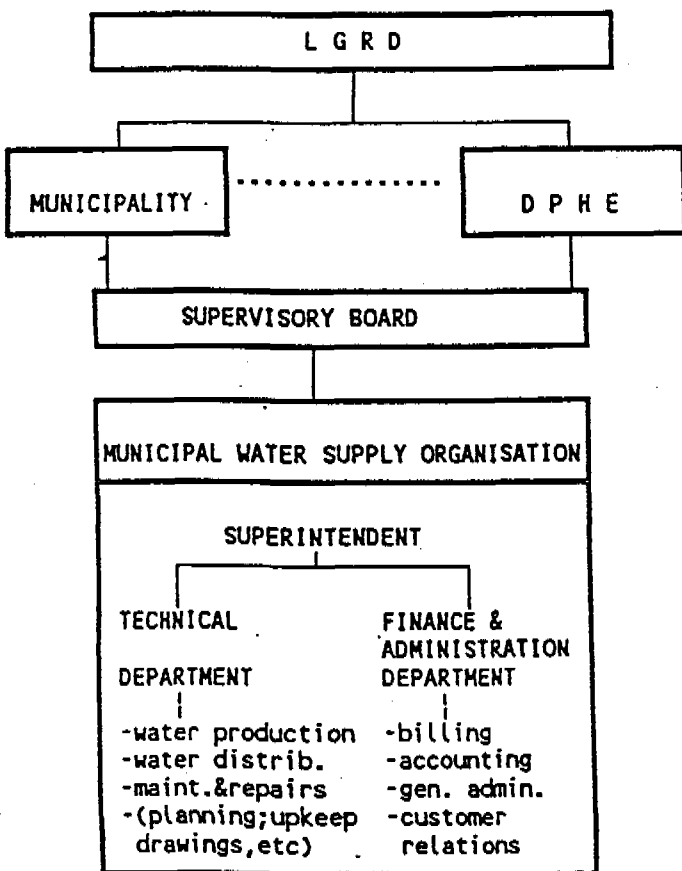 L G R D
MUNICIPALITY
D P H E
SUPERVISORY BOARD
MUNICIPAL WATER SUPPLY ORGANISATION
SUPERINTENDENT
TECHNICAL
DEPARTMENT
-water production
-water distrib.
-maint.&repairs
-(planning;upkeep
drawings,etc)
FINANCE &
ADMINISTRATION
DEPARTMENT
-billing
-accounting
-gen. admin.
-customer
relations